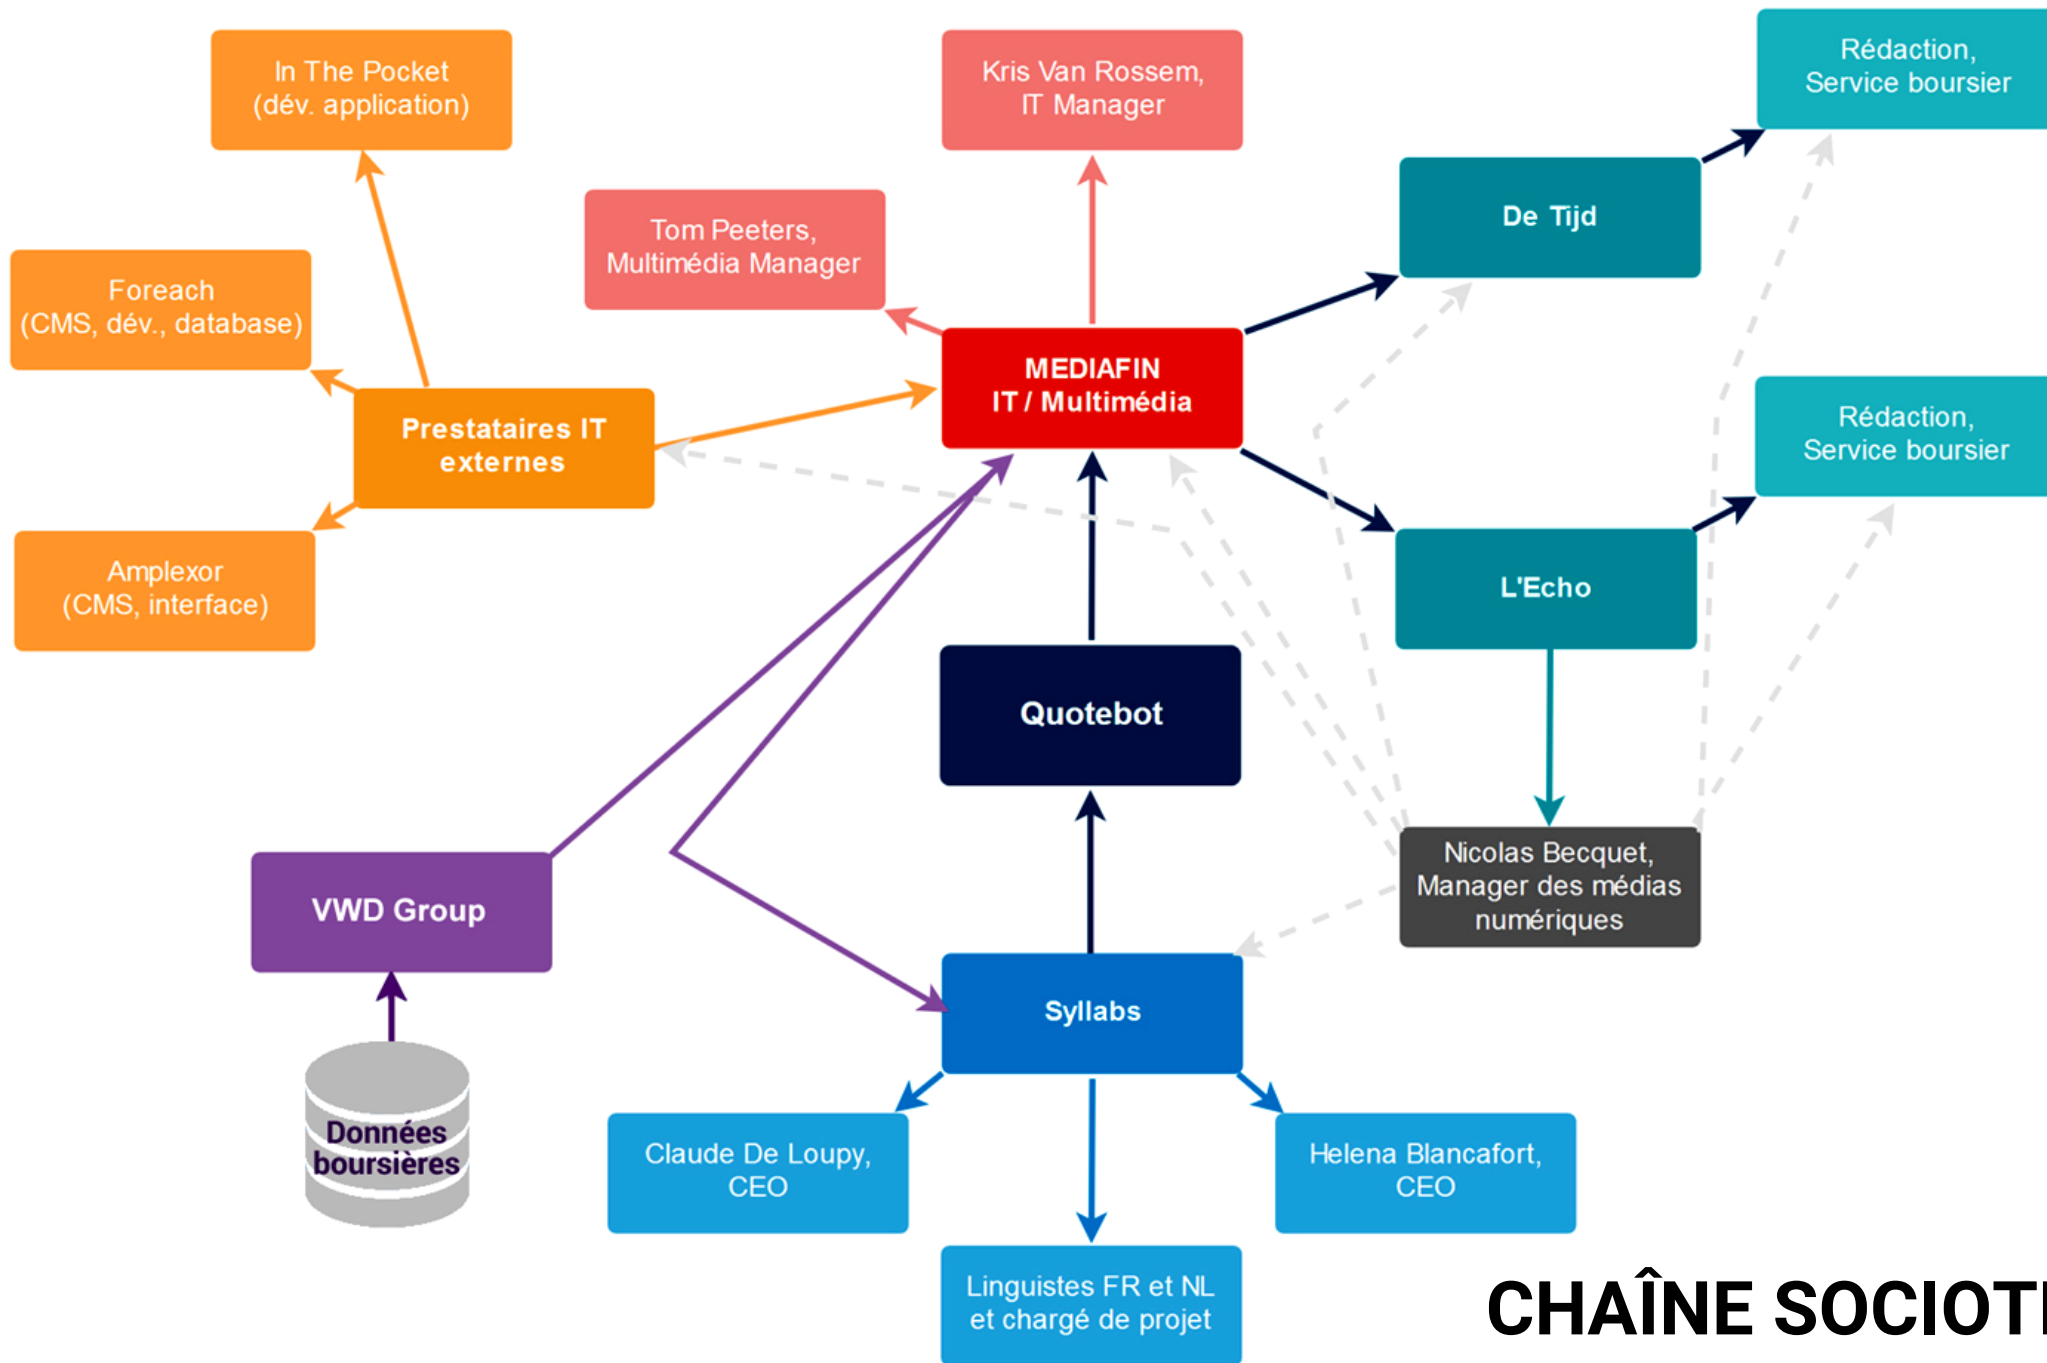 In The Pocket
(dév. application)
Kris Van Rossem,
IT Manager
Rédaction,
Service boursier
Tom Peeters,
Multimédia Manager
De Tijd
Foreach
(CMS, dév., database)
MEDIAFIN
IT / Multimédia
Prestataires IT
externes
Rédaction,
Service boursier
Amplexor
(CMS, interface)
L'Echo
Quotebot
Nicolas Becquet,
Manager des médias
numériques
VWD Group
Syllabs
Données
boursières
Claude De Loupy,
CEO
Helena Blancafort,
CEO
Linguistes FR et NL
et chargé de projet
CHAÎNE